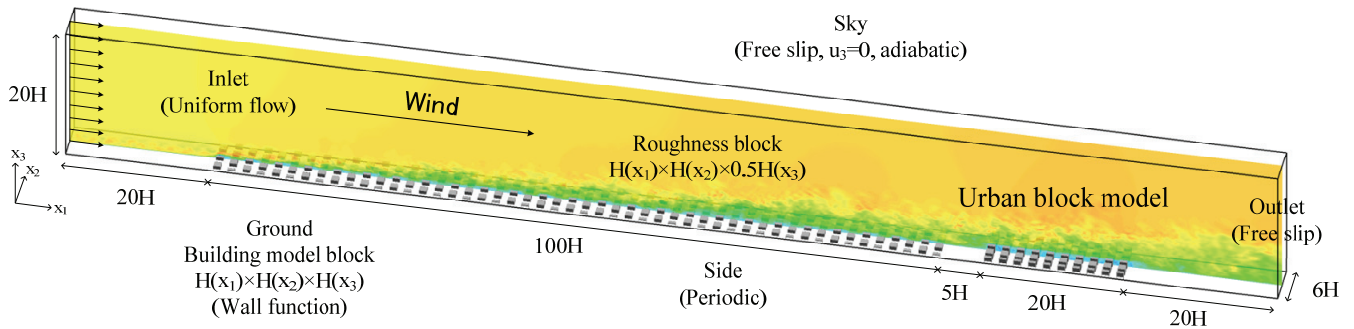 Sky
(Free slip, u3=0, adiabatic)
20H
Inlet
(Uniform flow)
Wind
Roughness block
H(x1)×H(x2)×0.5H(x3)
Urban block model
Outlet
(Free slip)
x3
x2
x1
20H
Ground
Building model block
H(x1)×H(x2)×H(x3)
(Wall function)
100H
Side
(Periodic)
5H
20H
20H
6H